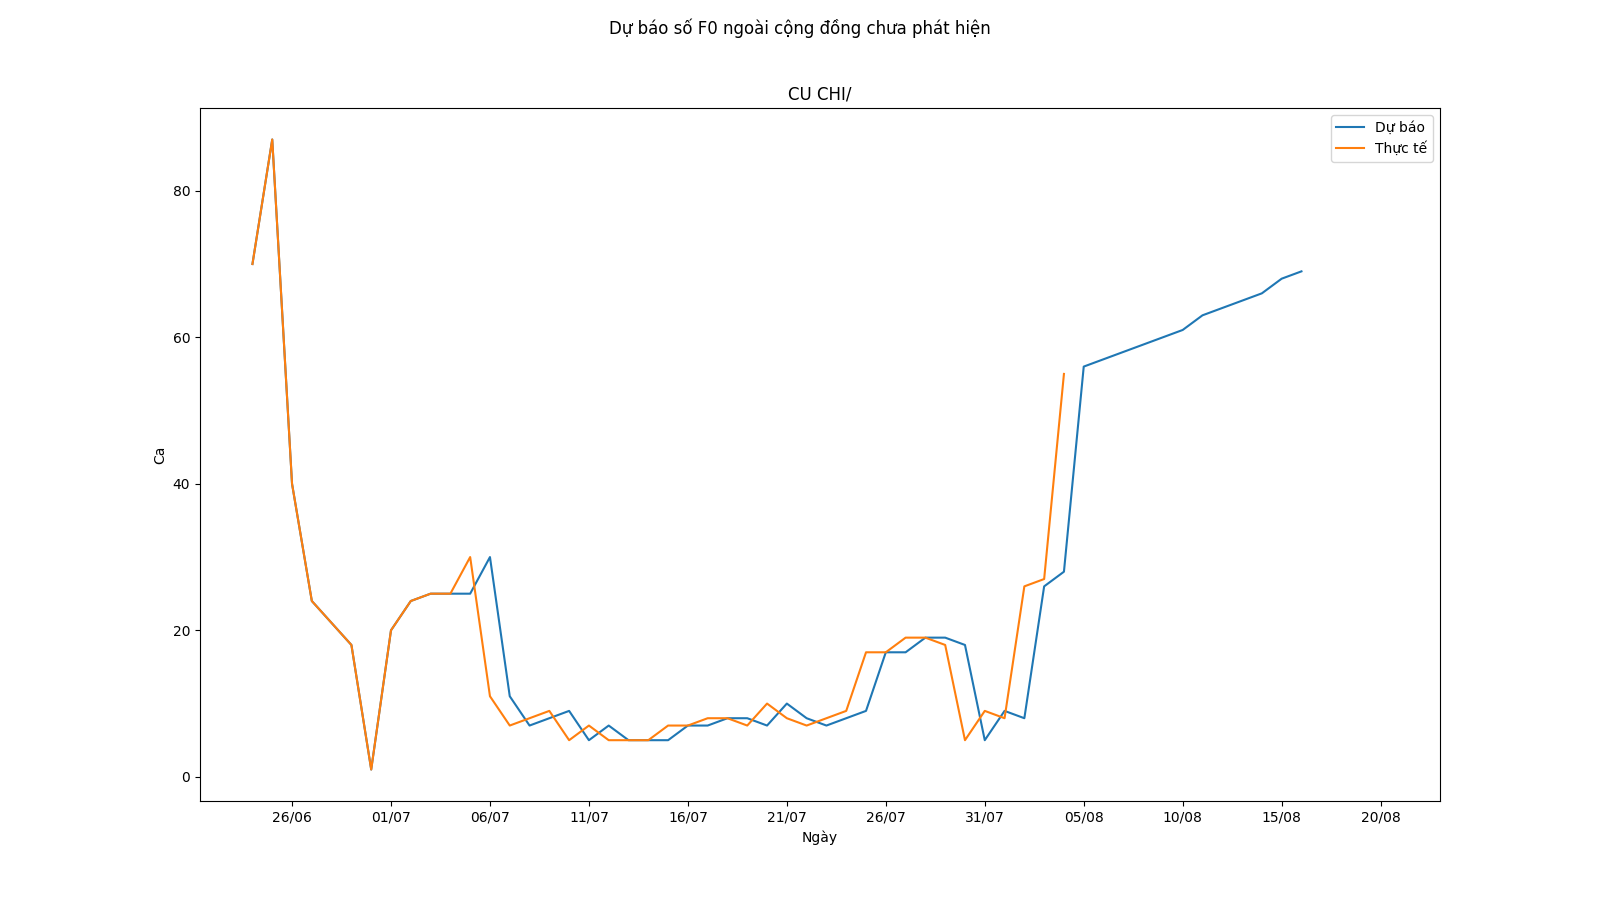 Dự báo số F0 ngoài cộng đồng chưa phát hiện
CU CHI/
Dự báo
Thực tế
80
60
40
20
0
Ca
26/06 01/07 06/07 11/07 16/07 21/07 26/07 31/07 05/08 10/08 15/08 20/08
Ngày